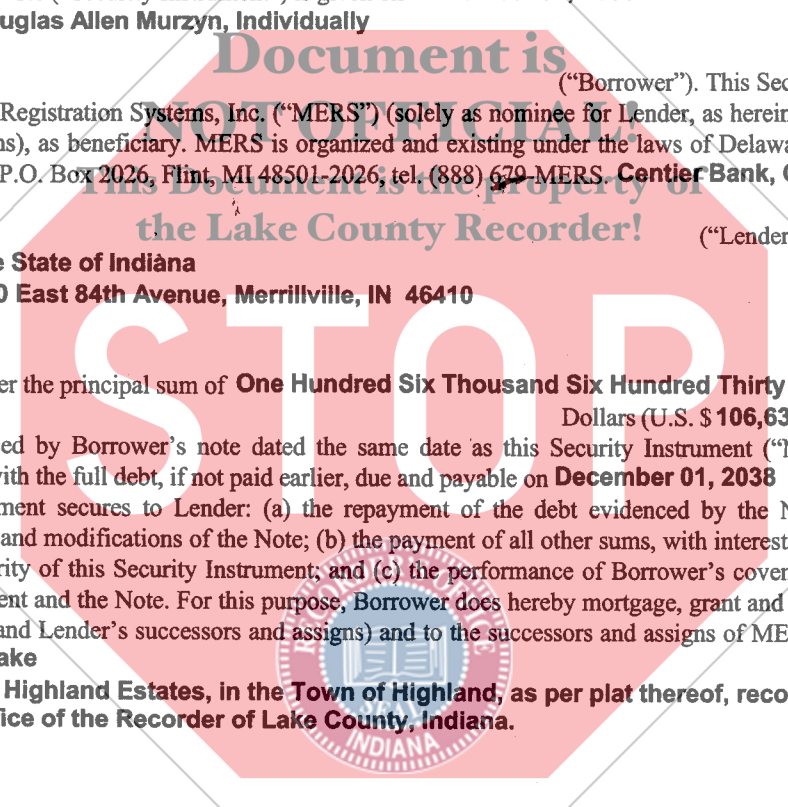 uglas Allen Murzyn, Individually
Document is
("Borrower"). This Sec
NOT OFFICIAL!
Registration Systems, Inc. ("MERS") (solely as nominee for Lender, as herein
ns), as beneficiary. MERS is organized and existing under the laws of Delawa
P.O. Box 2026, Flint, MI 48501-2026, tel. (888) 679-MERS. Centier Bank,
This Document is the property of
the Lake County Recorder!
("Lender
e State of Indiana
0 East 84th Avenue, Merrillville, IN 46410
STOP
er the principal sum of One Hundred Six Thousand Six Hundred Thirty
Dollars (U.S. $ 106,63
ed by Borrower's note dated the same date as this Security Instrument ("N
ith the full debt, if not paid earlier, due and payable on December 01, 2038
ment secures to Lender: (a) the repayment of the debt evidenced by the N
and modifications of the Note; (b) the payment of all other sums, with interest
rity of this Security Instrument; and (c) the performance of Borrower's cover
ent and the Note. For this purpose, Borrower does hereby mortgage, grant and
and Lender's successors and assigns) and to the successors and assigns of ME
ake
Highland Estates, in the Town of Highland, as per plat thereof, reco
fice of the Recorder of Lake County, Indiana.
SEAL
INDIANA